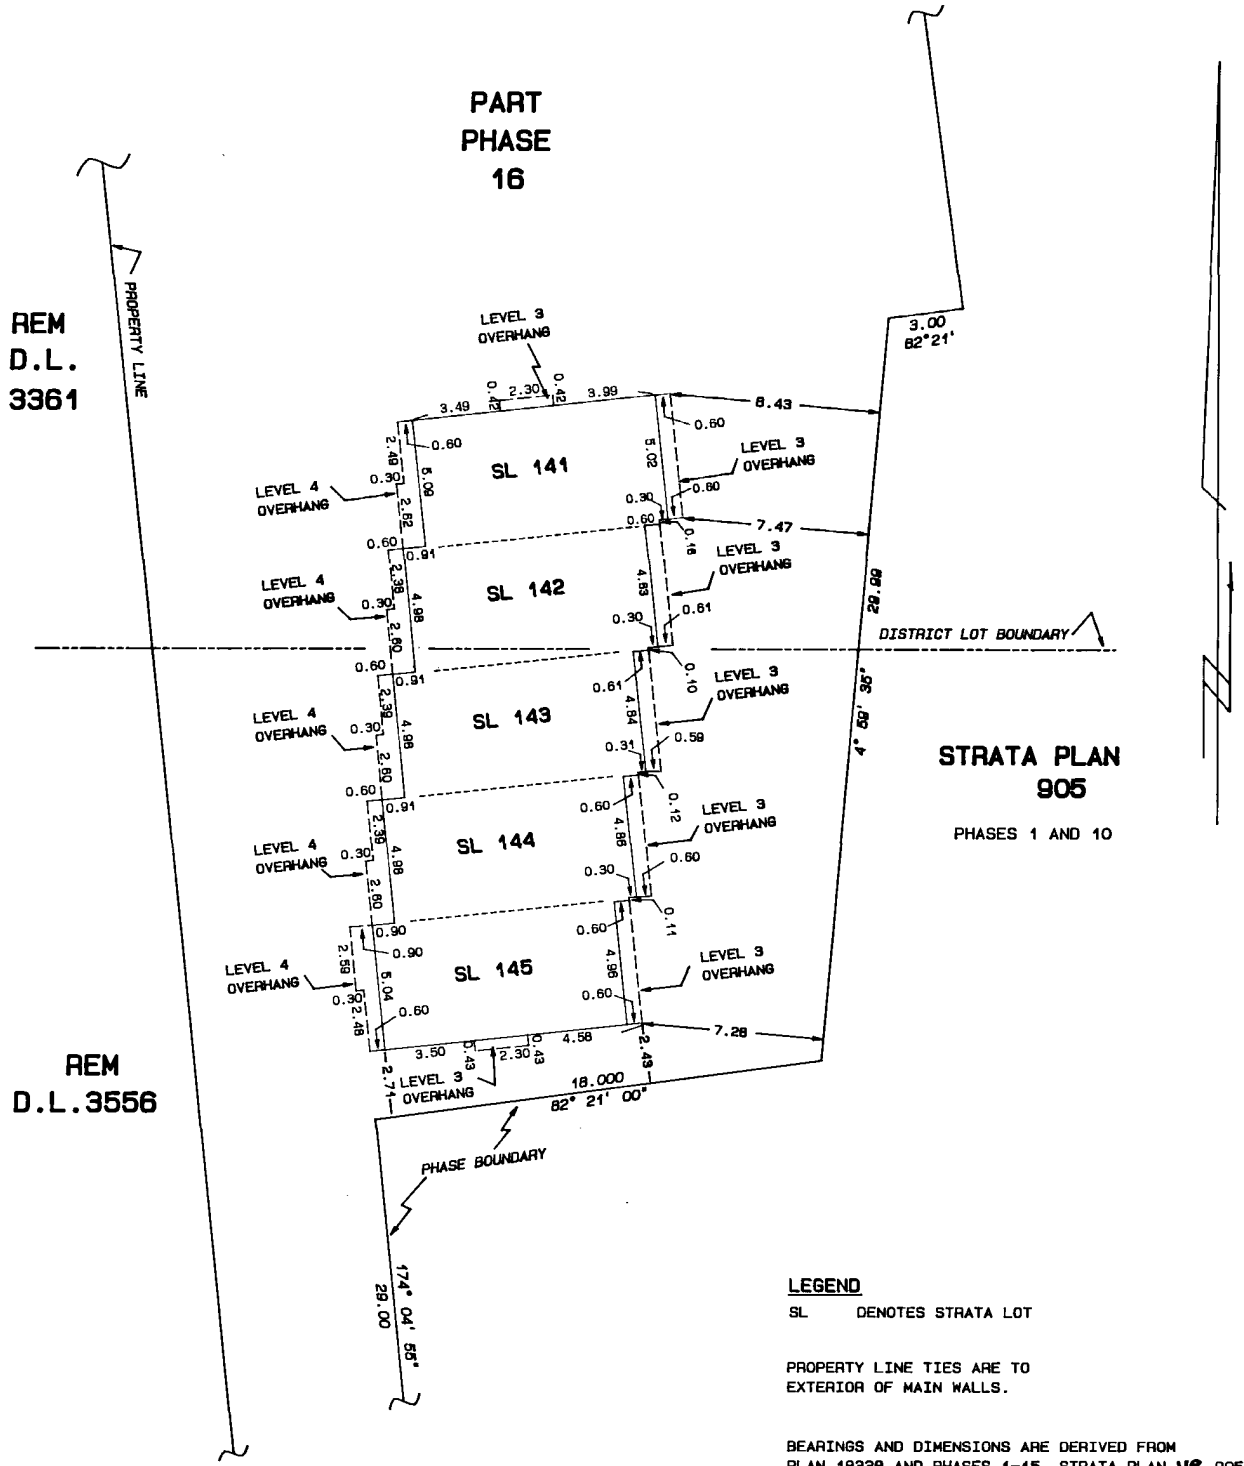 PART
PHASE
16
REM
D.L.
3361
PROPERTY LINE
LEVEL 3
OVERHANG
3.00
82°21'
3.49
0.42
2.30
0.42
3.99
8.43
0.60
0.60
2.49
5.09
5.02
SL 141
LEVEL 3
OVERHANG
0.30
LEVEL 4
OVERHANG
2.62
0.30
0.60
0.60
7.47
0.16
0.60
0.91
LEVEL 3
OVERHANG
2.38
4.98
SL 142
4.83
LEVEL 4
OVERHANG
0.30
0.30
0.61
29.99
DISTRICT LOT BOUNDARY
2.60
0.60
0.91
0.61
0.10
LEVEL 3
OVERHANG
4° 59' 35"
2.39
4.98
SL 143
4.84
LEVEL 4
OVERHANG
0.30
0.31
0.59
STRATA PLAN
905
2.60
0.60
0.91
0.60
0.12
LEVEL 3
OVERHANG
PHASES 1 AND 10
2.39
4.98
SL 144
4.86
LEVEL 4
OVERHANG
0.30
0.30
0.60
2.60
0.90
0.90
0.60
0.11
2.59
5.04
SL 145
4.96
LEVEL 3
OVERHANG
LEVEL 4
OVERHANG
0.30
0.60
0.60
2.48
3.50
0.43
2.30
0.43
4.58
7.28
2.43
2.71
LEVEL 3
OVERHANG
18.000
82° 21' 00"
REM
D.L.3556
PHASE BOUNDARY
174° 04' 55"
29.00
LEGEND
SL DENOTES STRATA LOT
PROPERTY LINE TIES ARE TO
EXTERIOR OF MAIN WALLS.
BEARINGS AND DIMENSIONS ARE DERIVED FROM
PLAN AND PHASES 1-15, STRATA PLAN 905